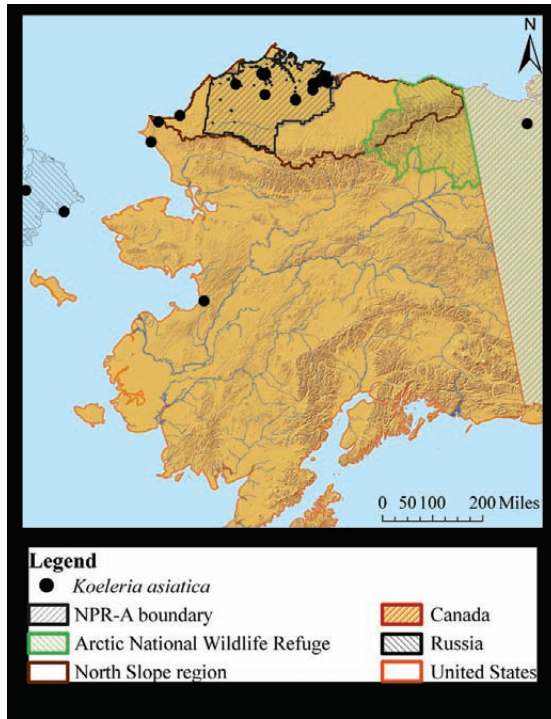 N
0 50 100 200 Miles
Legend
Koeleria asiatica
NPR-A boundary
Canada
Arctic National Wildlife Refuge
Russia
North Slope region
United States